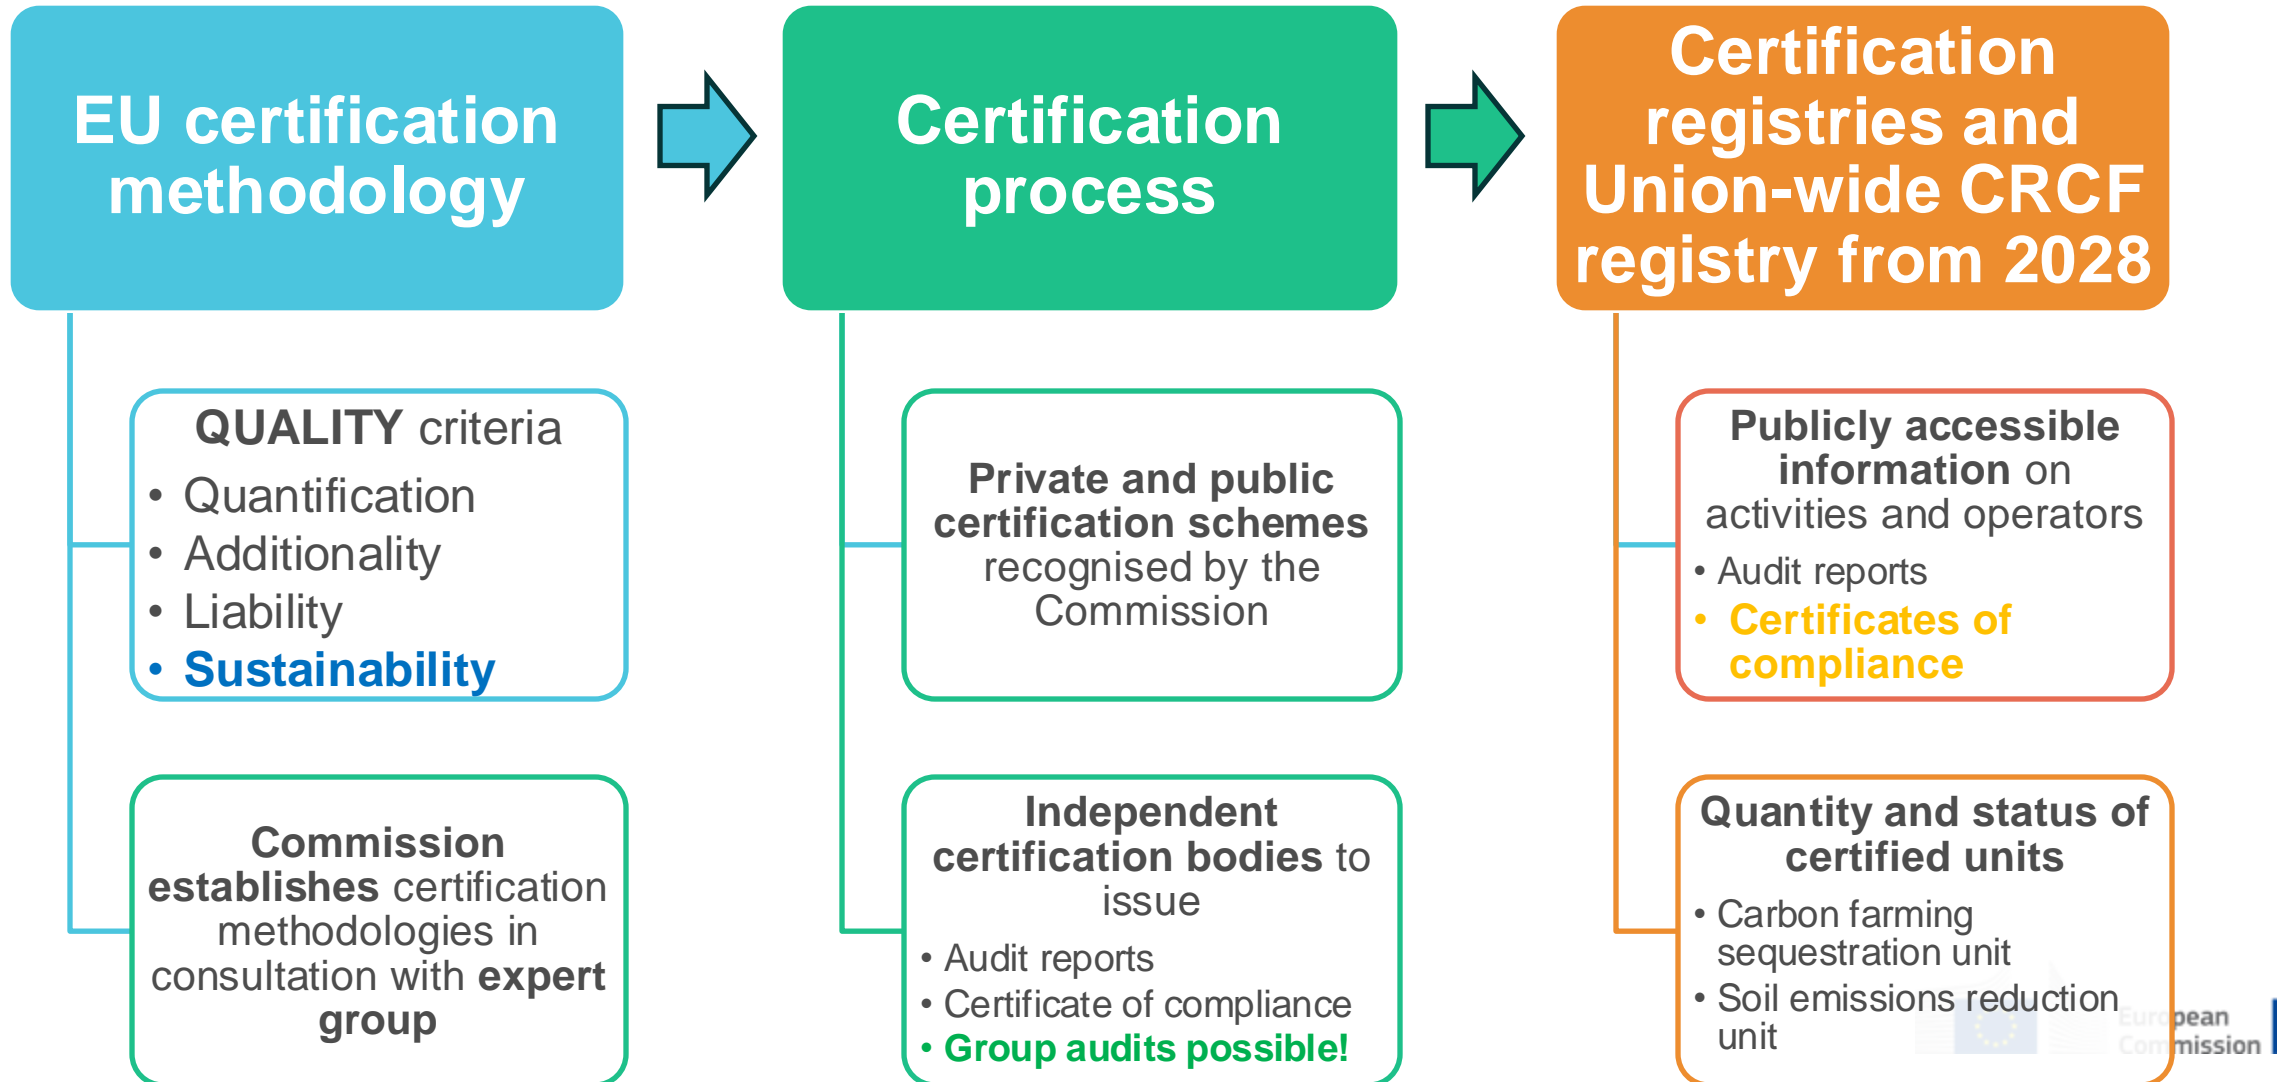 EU certification
methodology
QUALITY criteria
• Quantification
• Additionality
• Liability
• Sustainability
Commission
establishes certification
methodologies in
consultation with expert
group
Certification
process
Private and public
certification schemes
recognised by the
Commission
Independent
certification bodies to
issue
• Audit reports
• Certificate of compliance
• Group audits possible!
Certification
registries and
Union-wide CRCF
registry from 2028
Publicly accessible
information on
activities and operators
• Audit reports
• Certificates of
compliance
Quantity and status of
certified units
• Carbon farming
sequestration unit
• Soil emissions reduction
unit
European
Commission